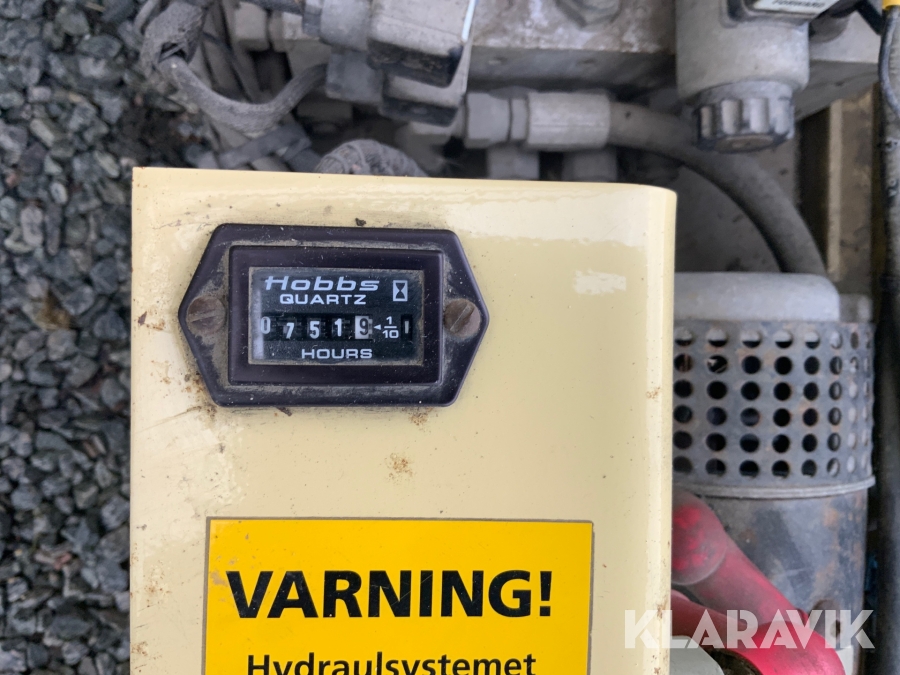 Hobbs
QUARTZ
07519 1/10
HOURS
VARNING!
Hydraulsystemet
KLARAVIK